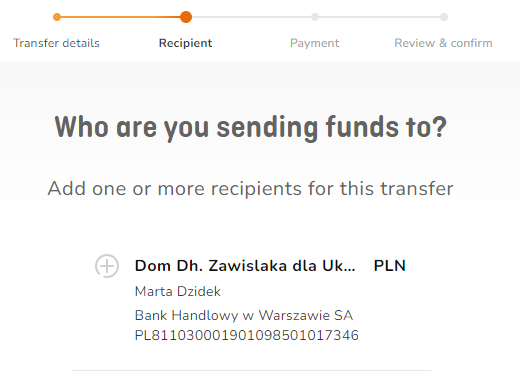 Transfer details
Recipient
Payment
Review & confirm
Who are you sending funds to?
Add one or more recipients for this transfer
Dom Dh. Zawislaka dla Uk... PLN
Marta Dzidek
Bank Handlowy w Warszawie SA
PL81103000190109850101​7346